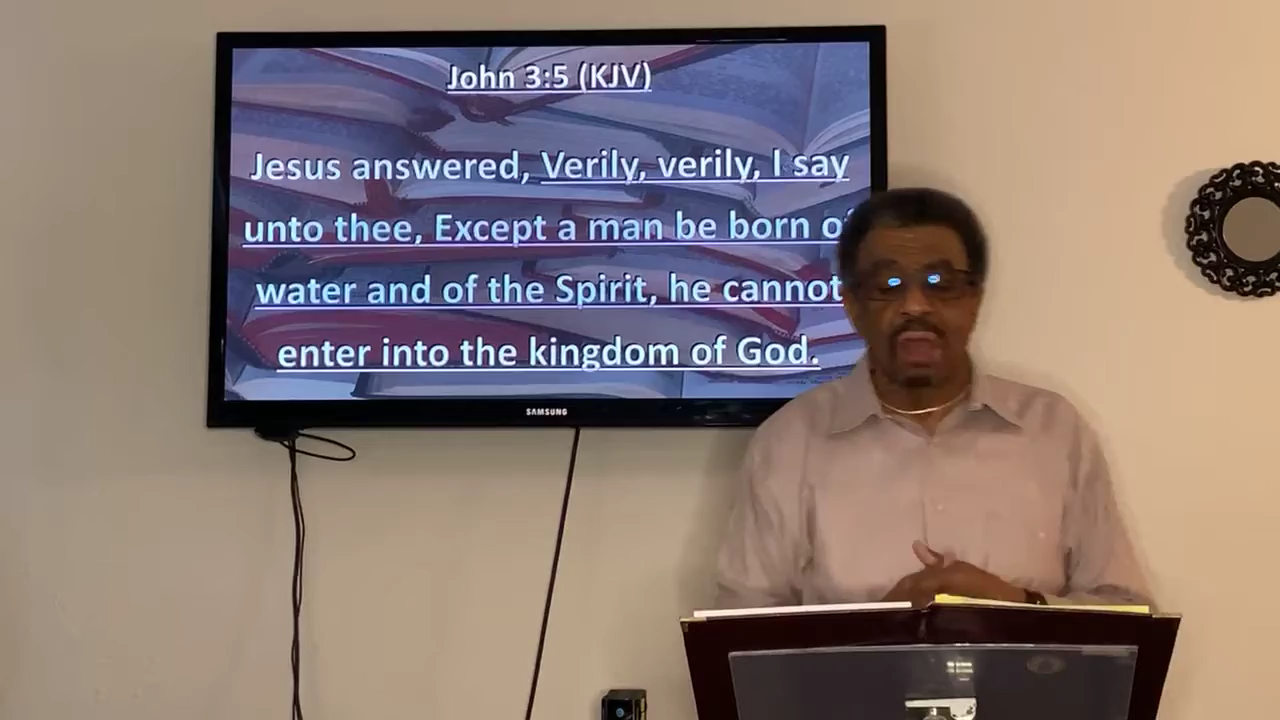 John 3:5 (KJV)
Jesus answered, Verily, verily, I say
unto thee, Except a man be born of
water and of the Spirit, he cannot
enter into the kingdom of God.
SAMSUNG